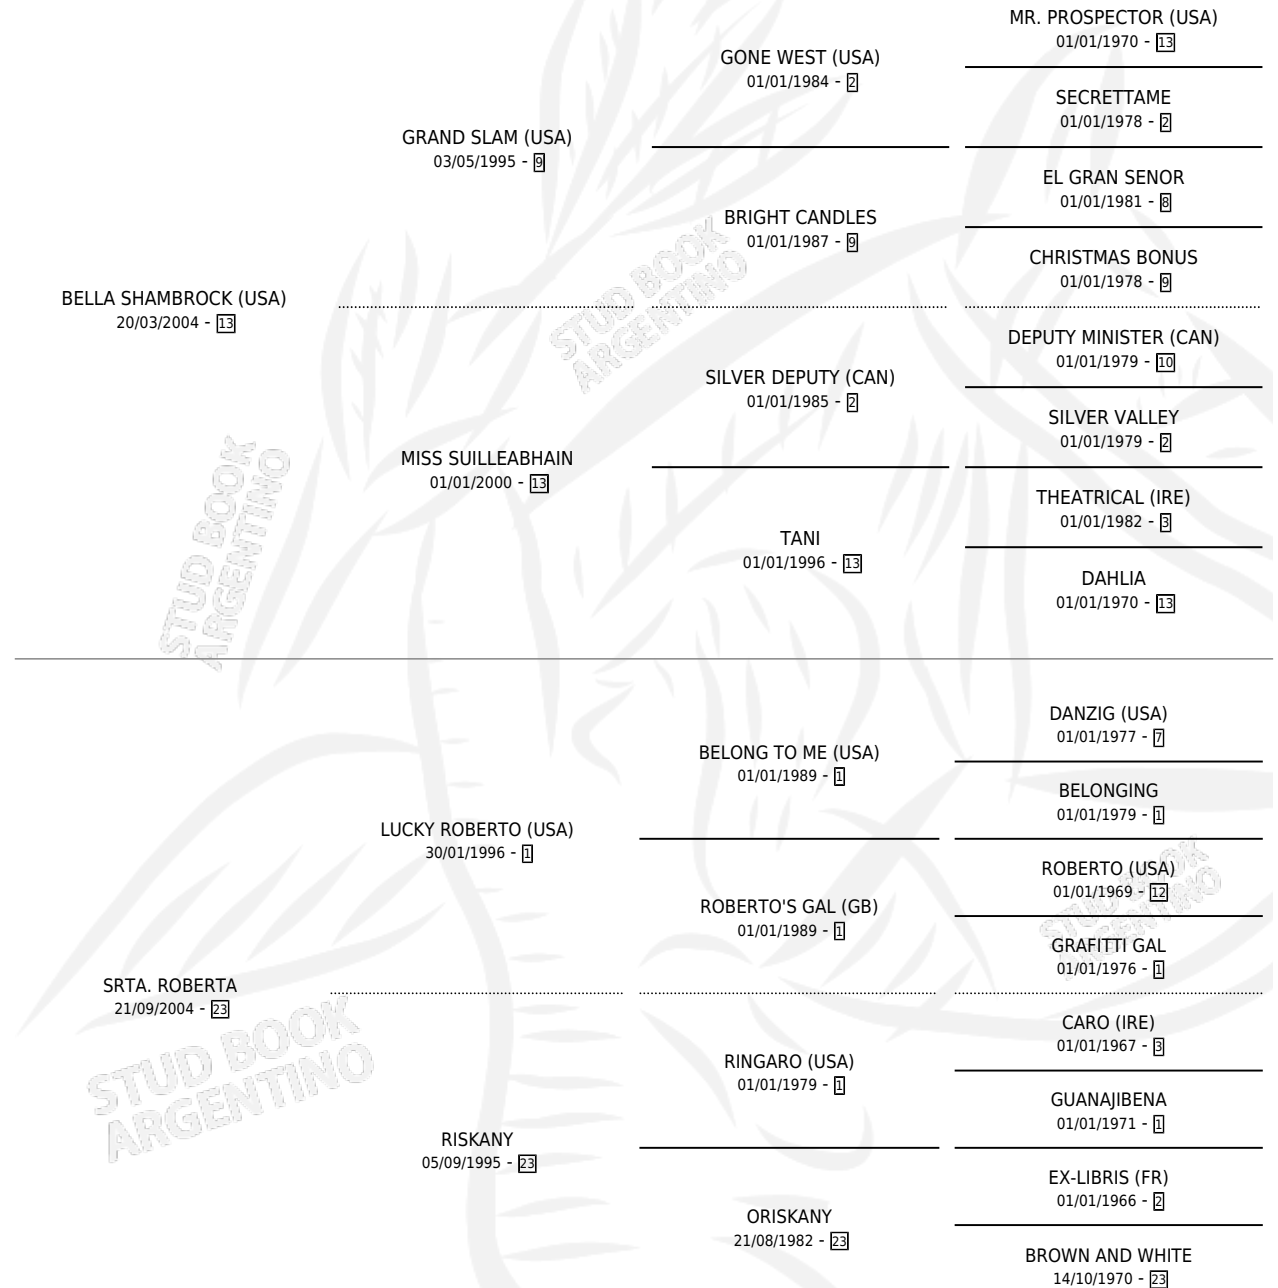 MR. PROSPECTOR (USA)
01/01/1970 - 13
GONE WEST (USA)
01/01/1984 - 2
SECRETTAME
01/01/1978 - 2
GRAND SLAM (USA)
03/05/1995 - 9
EL GRAN SENOR
01/01/1981 - 8
BRIGHT CANDLES
01/01/1987 - 9
CHRISTMAS BONUS
01/01/1978 - 9
BELLA SHAMBROCK (USA)
20/03/2004 - 13
STUD BOOK
ARGENTINO
DEPUTY MINISTER (CAN)
01/01/1979 - 10
SILVER DEPUTY (CAN)
01/01/1985 - 2
SILVER VALLEY
01/01/1979 - 2
MISS SUILLEABHAIN
01/01/2000 - 13
THEATRICAL (IRE)
01/01/1982 - 3
TANI
01/01/1996 - 13
DAHLIA
01/01/1970 - 13
STUD BOOK
ARGENTINO
DANZIG (USA)
01/01/1977 - 7
BELONG TO ME (USA)
01/01/1989 - 1
BELONGING
01/01/1979 - 1
LUCKY ROBERTO (USA)
30/01/1996 - 1
ROBERTO (USA)
01/01/1969 - 12
ROBERTO'S GAL (GB)
01/01/1989 - 1
GRAFITTI GAL
01/01/1976 - 1
STUD BOOK
ARGENTINO
SRTA. ROBERTA
21/09/2004 - 23
CARO (IRE)
01/01/1967 - 3
RINGARO (USA)
01/01/1979 - 1
GUANAJIBENA
01/01/1971 - 1
STUD BOOK
ARGENTINO
RISKANY
05/09/1995 - 23
EX-LIBRIS (FR)
01/01/1966 - 2
ORISKANY
21/08/1982 - 23
BROWN AND WHITE
14/10/1970 - 23